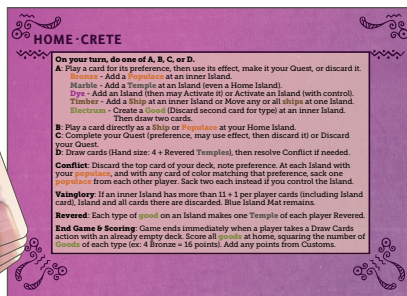 HOME·CRETE
On your turn, do one of A, B, C, or D.
A: Play a card for its preference, then use its effect, make it your Quest, or discard it.
Bronze - Add a Populace at an inner Island.
Marble - Add a Temple at an Island (even a Home Island).
Dye - Add an Island (then may Activate it) or Activate an Island (with control).
Timber - Add a Ship at an inner Island or Move any or all ships at one Island.
Electrum - Create a Good (Discard second card for type) at an inner Island.
Then draw two cards.
B: Play a card directly as a Ship or Populace at your Home Island.
C: Complete your Quest (preference, may use effect, then discard it) or Discard
your Quest.
D: Draw cards (Hand size: 4 + Revered Temples), then resolve Conflict if needed.
Conflict: Discard the top card of your deck, note preference. At each Island with
your populace, and with any card of color matching that preference, sack one
populace from each other player. Sack two each instead if you control the Island.
Vainglory: If an inner Island has more than 11 + 1 per player cards (including Island
card), Island and all cards there are discarded. Blue Island Mat remains.
Revered: Each type of good on an Island makes one Temple of each player Revered.
End Game & Scoring: Game ends immediately when a player takes a Draw Cards
action with an already empty deck. Score all goods at home, squaring the number of
Goods of each type (ex: 4 Bronze = 16 points). Add any points from Customs.